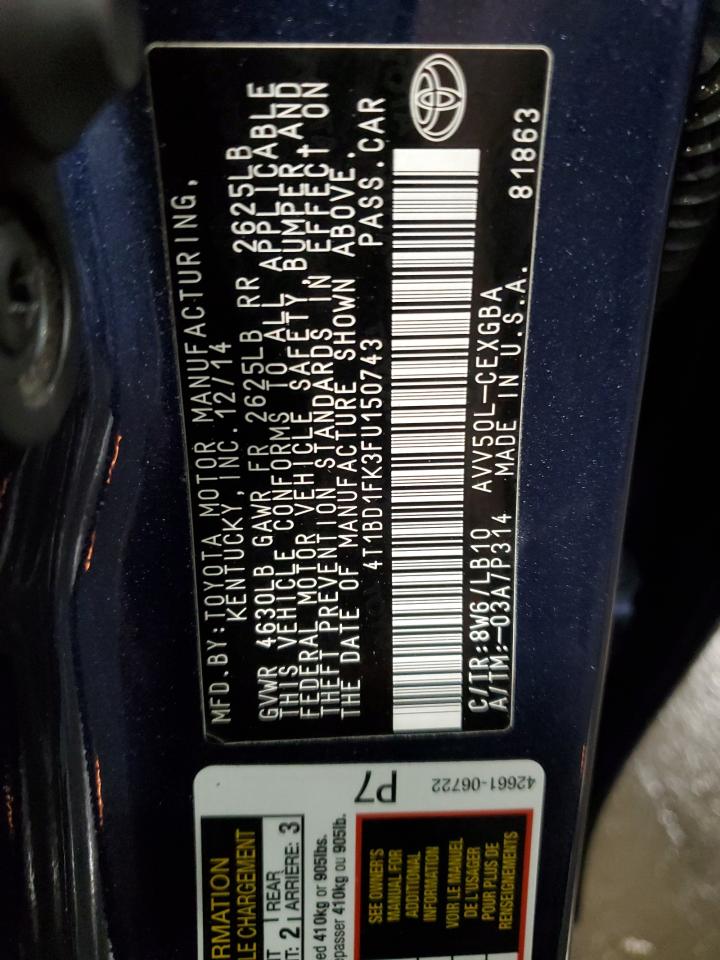 MFD.BY:TOYOTA MOTOR MANUFACTURING,
KENTUCKY, INC. 12/14
GVWR 4630LB GAWR FR 2625LB RR 2625LB
THIS VEHICLE CONFORMS TO ALL APPLICABLE
FEDERAL MOTOR VEHICLE SAFETY, BUMPER, AND
THEFT PREVENTION STANDARDS IN EFFECT ON
THE DATE OF MANUFACTURE SHOWN ABOVE.
4T1BD1FK3FU150743 PASS.CAR
C/TR:8W6/LB10 AVV50L-CEXGBA
A/TM:-03A7P314 MADE IN U.S.A. 81863
P7
42661-06722
CHARGEMENT
REAR
2 ARRIÈRE: 3
410kg or 905lbs.
410kg ou 905lb.
SEE OWNER'S
MANUAL FOR
ADDITIONAL
INFORMATION
VOIR LE MANUEL
DE L'USAGER
POUR PLUS DE
RENSEIGNEMENTS